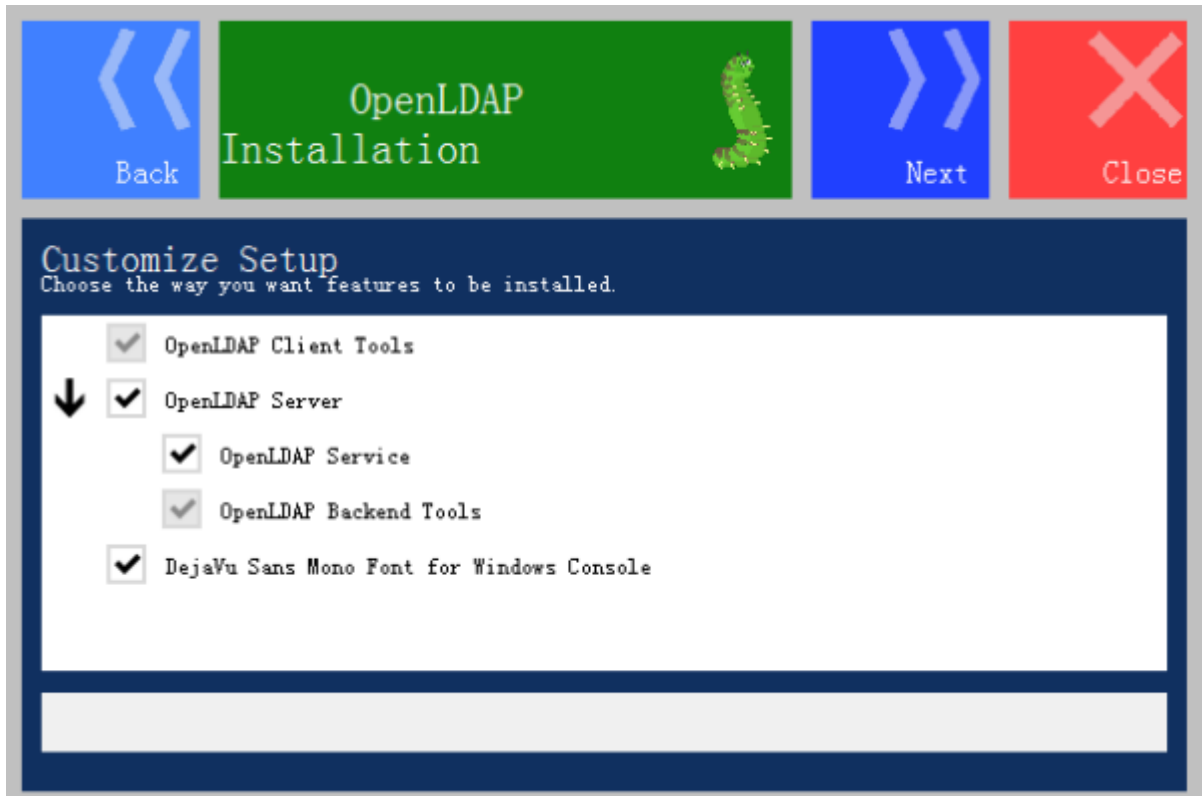 Back
OpenLDAP
Installation
Next
Close
Customize Setup
Choose the way you want features to be installed.
OpenLDAP Client Tools
OpenLDAP Server
OpenLDAP Service
OpenLDAP Backend Tools
DejaVu Sans Mono Font for Windows Console